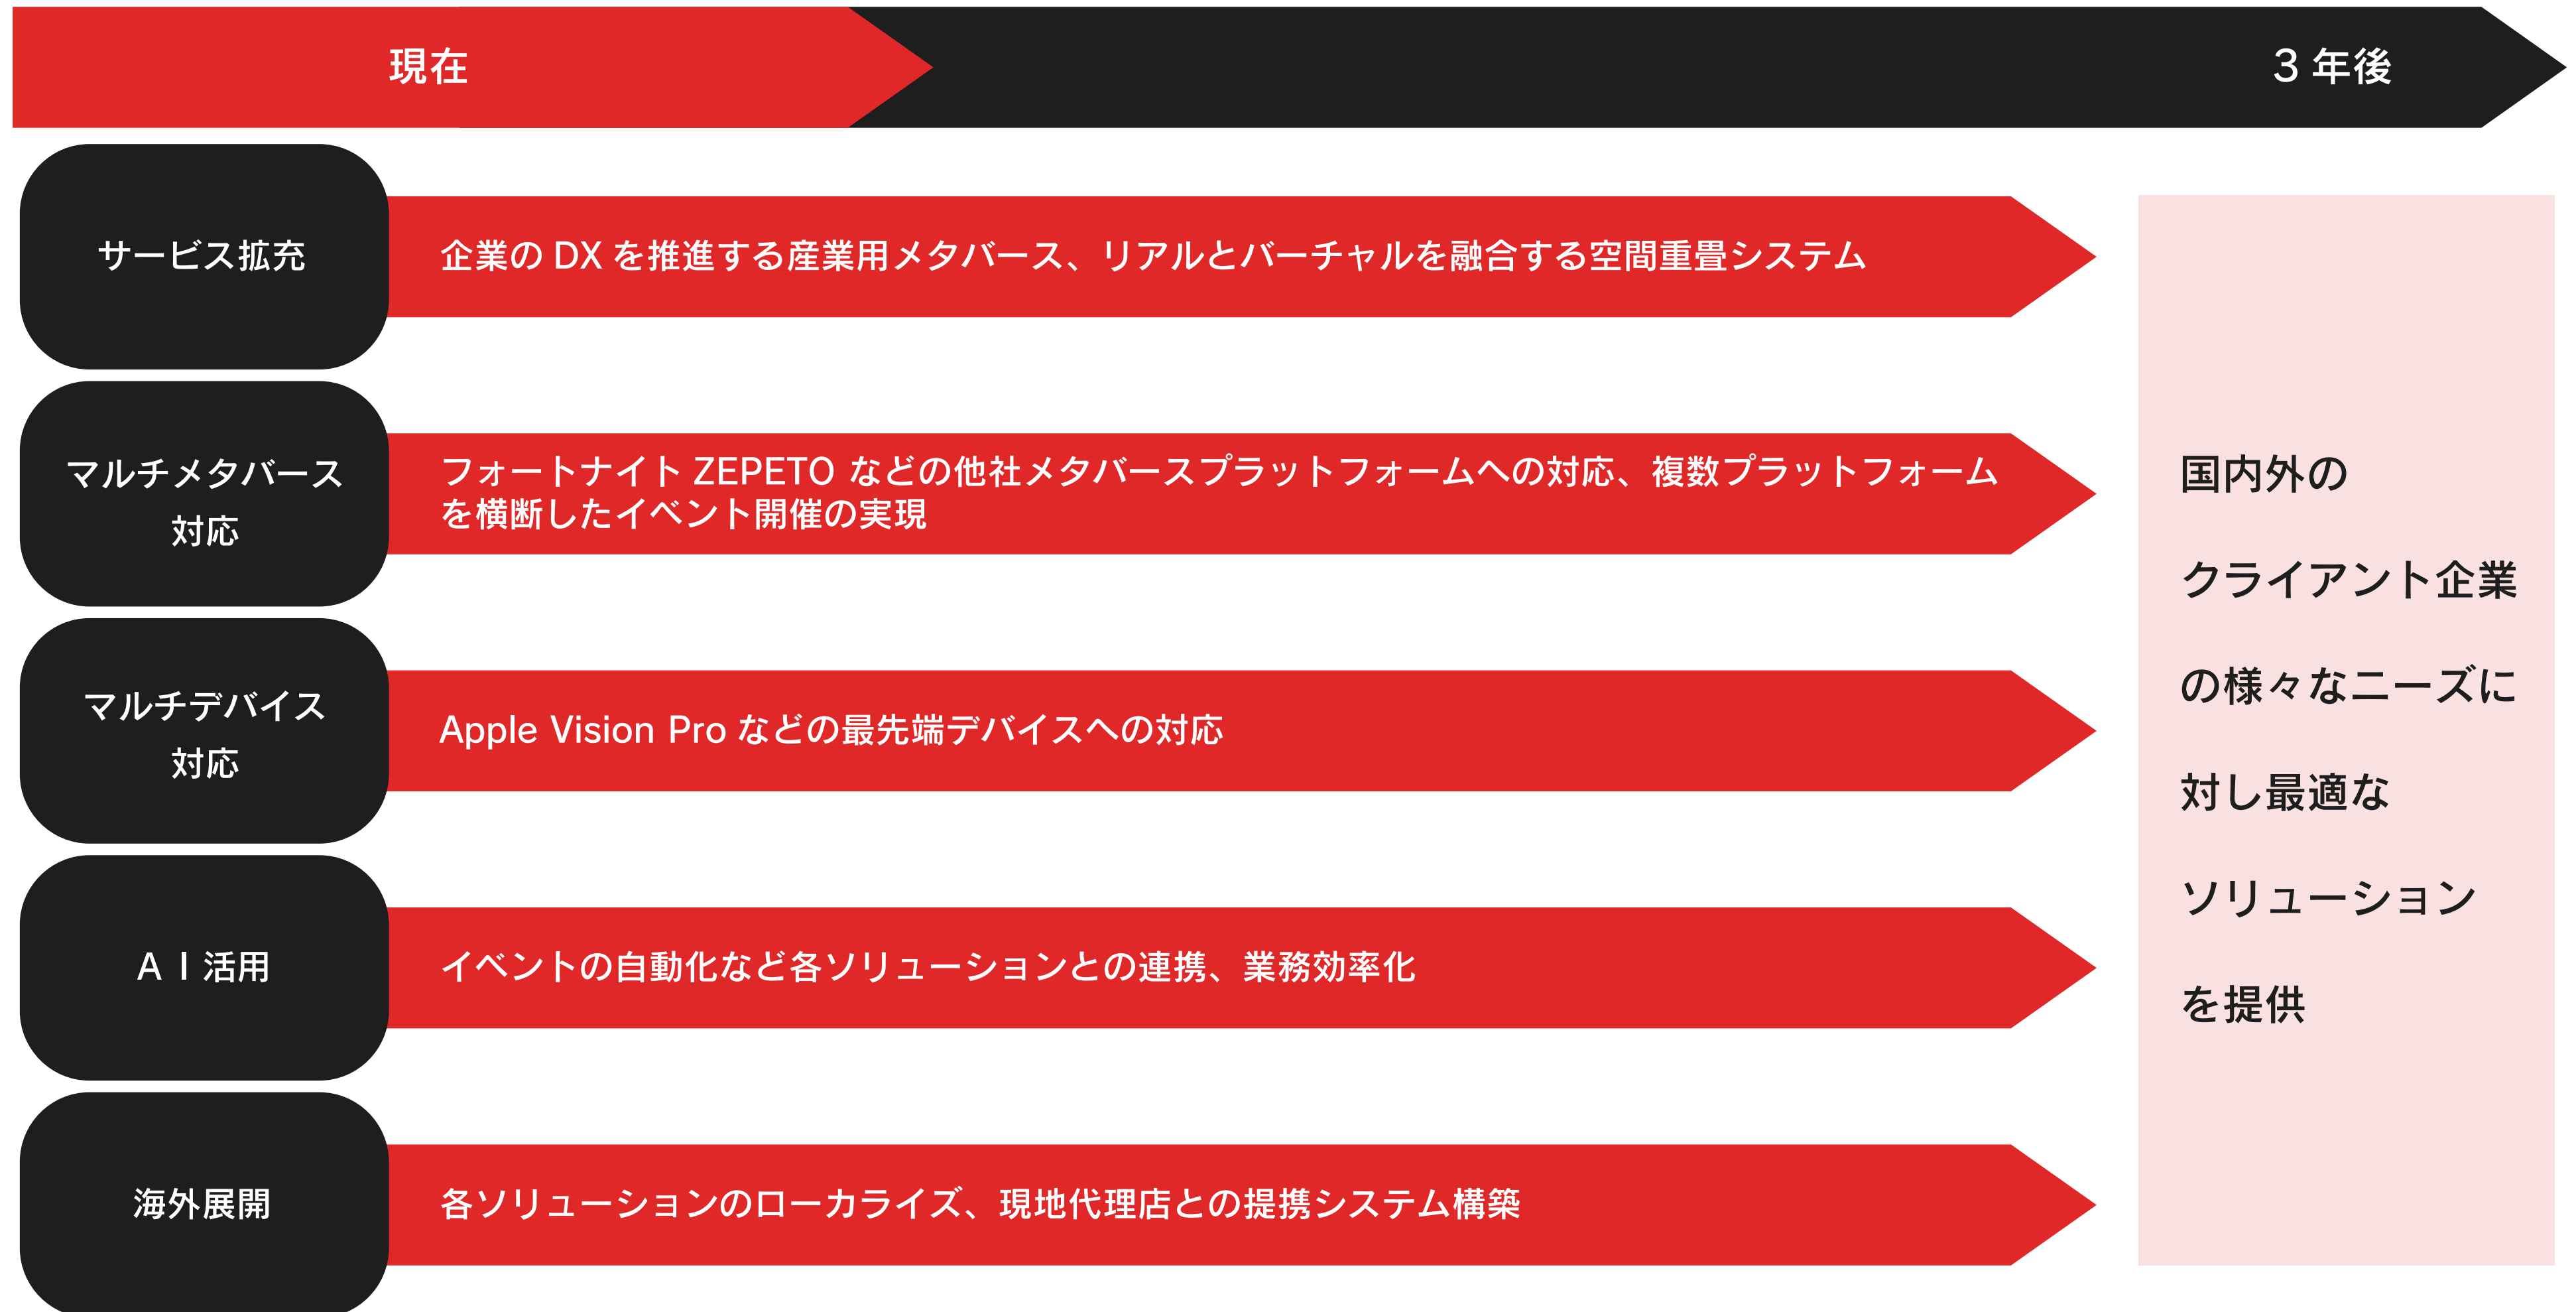 現在
3 年後
サービス拡充
企業の DX を推進する産業用メタバース、リアルとバーチャルを融合する空間重畳システム
マルチメタバース
対応
フォートナイト ZEPETO などの他社メタバースプラットフォームへの対応、複数プラットフォーム
を横断したイベント開催の実現
マルチデバイス
対応
Apple Vision Pro などの最先端デバイスへの対応
ＡＩ活用
イベントの自動化など各ソリューションとの連携、業務効率化
海外展開
各ソリューションのローカライズ、現地代理店との提携システム構築
国内外の
クライアント企業
の様々なニーズに
対し最適な
ソリューション
を提供